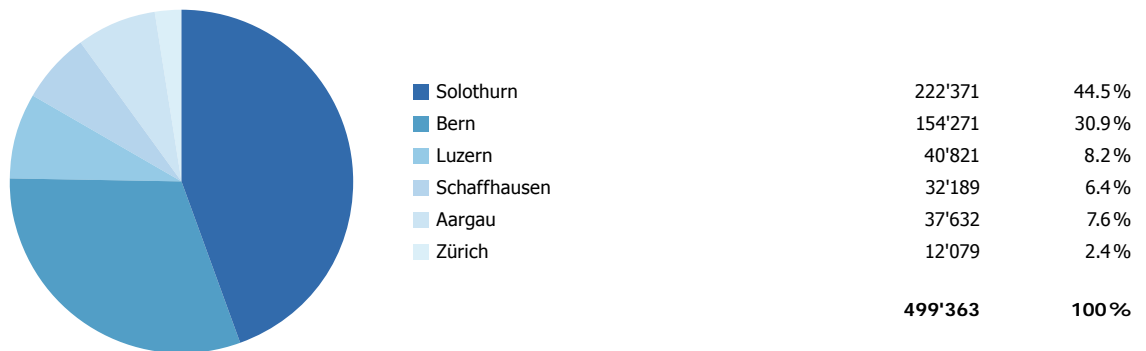 Solothurn 222'371 44.5 %
Bern 154'271 30.9 %
Luzern 40'821 8.2 %
Schaffhausen 32'189 6.4 %
Aargau 37'632 7.6 %
Zürich 12'079 2.4 %
499'363 100 %